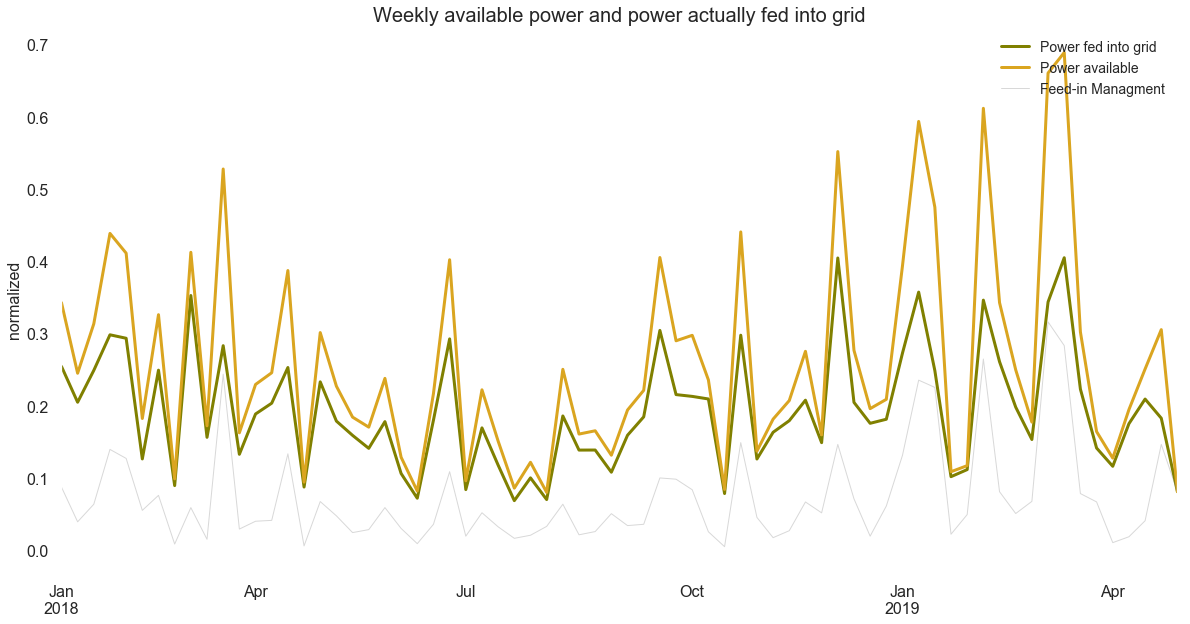 Weekly available power and power actually fed into grid
Power fed into grid
Power available
Feed-in Managment
normalized
0.7
0.6
0.5
0.4
0.3
0.2
0.1
0.0
Jan Apr Jul Oct Jan Apr
2018 2019